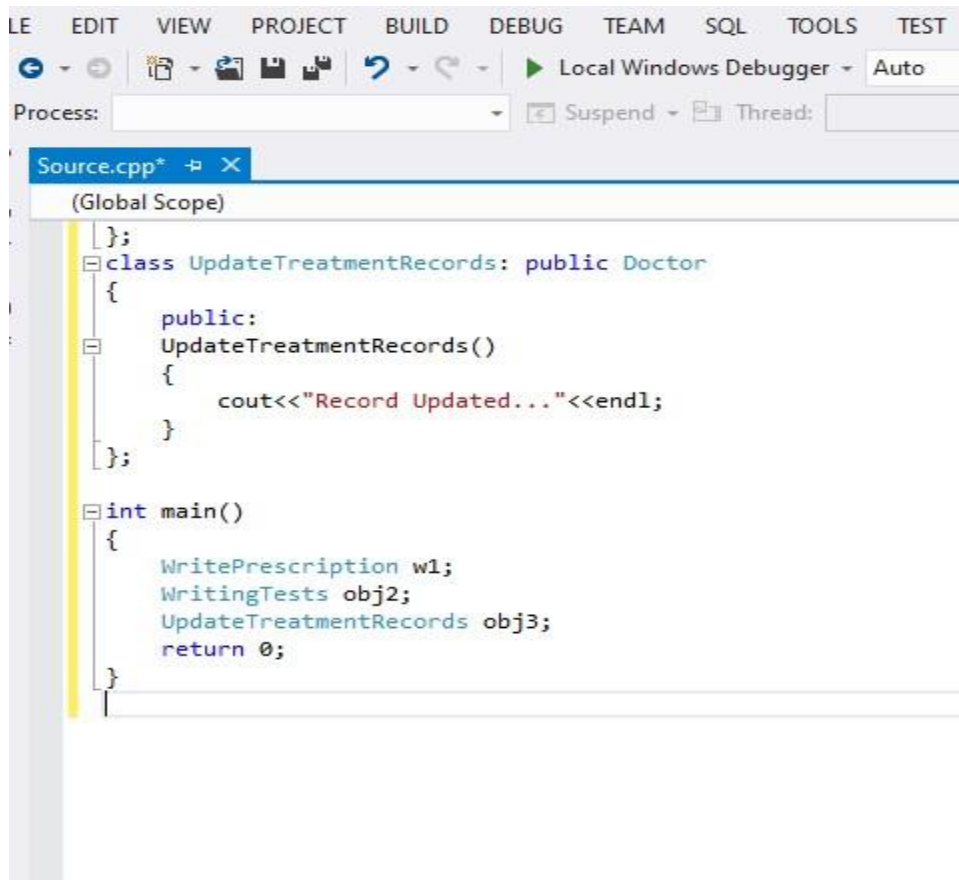 LE EDIT VIEW PROJECT BUILD DEBUG TEAM SQL TOOLS TEST
Local Windows Debugger Auto
Process: Suspend Thread:
Source.cpp*
(Global Scope)
};
class UpdateTreatmentRecords: public Doctor
{
public:
UpdateTreatmentRecords()
{
cout<<"Record Updated..."<<endl;
}
};
int main()
{
WritePrescription w1;
WritingTests obj2;
UpdateTreatmentRecords obj3;
return 0;
}